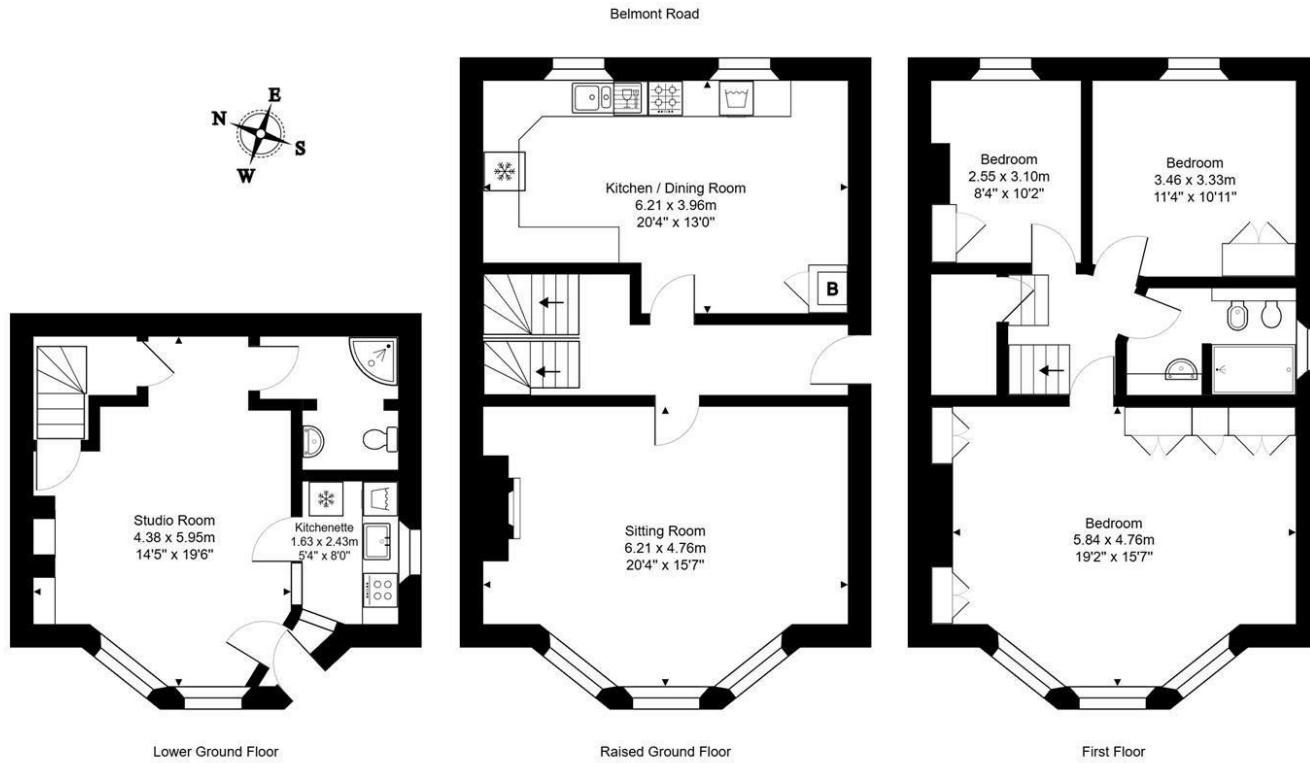 Belmont Road
E
N
S
W
Kitchen / Dining Room
6.21 x 3.96m
20'4" x 13'0"
B
Bedroom
2.55 x 3.10m
8'4" x 10'2"
Bedroom
3.46 x 3.33m
11'4" x 10'11"
Studio Room
4.38 x 5.95m
14'5" x 19'6"
Kitchenette
1.63 x 2.43m
5'4" x 8'0"
Sitting Room
6.21 x 4.76m
20'4" x 15'7"
Bedroom
5.84 x 4.76m
19'2" x 15'7"
Lower Ground Floor
Raised Ground Floor
First Floor